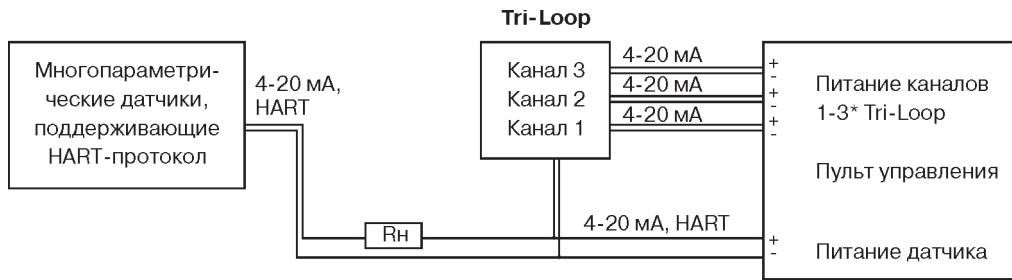 Tri-Loop
Многопараметри-
ческие датчики,
поддерживающие
HART-протокол
4-20 мА,
HART
Канал 3
Канал 2
Канал 1
4-20 мА
4-20 мА
4-20 мА
+
-
+
-
+
-
Питание каналов
1-3* Tri-Loop
Пульт управления
Rн
4-20 мА, HART
+
-
Питание датчика